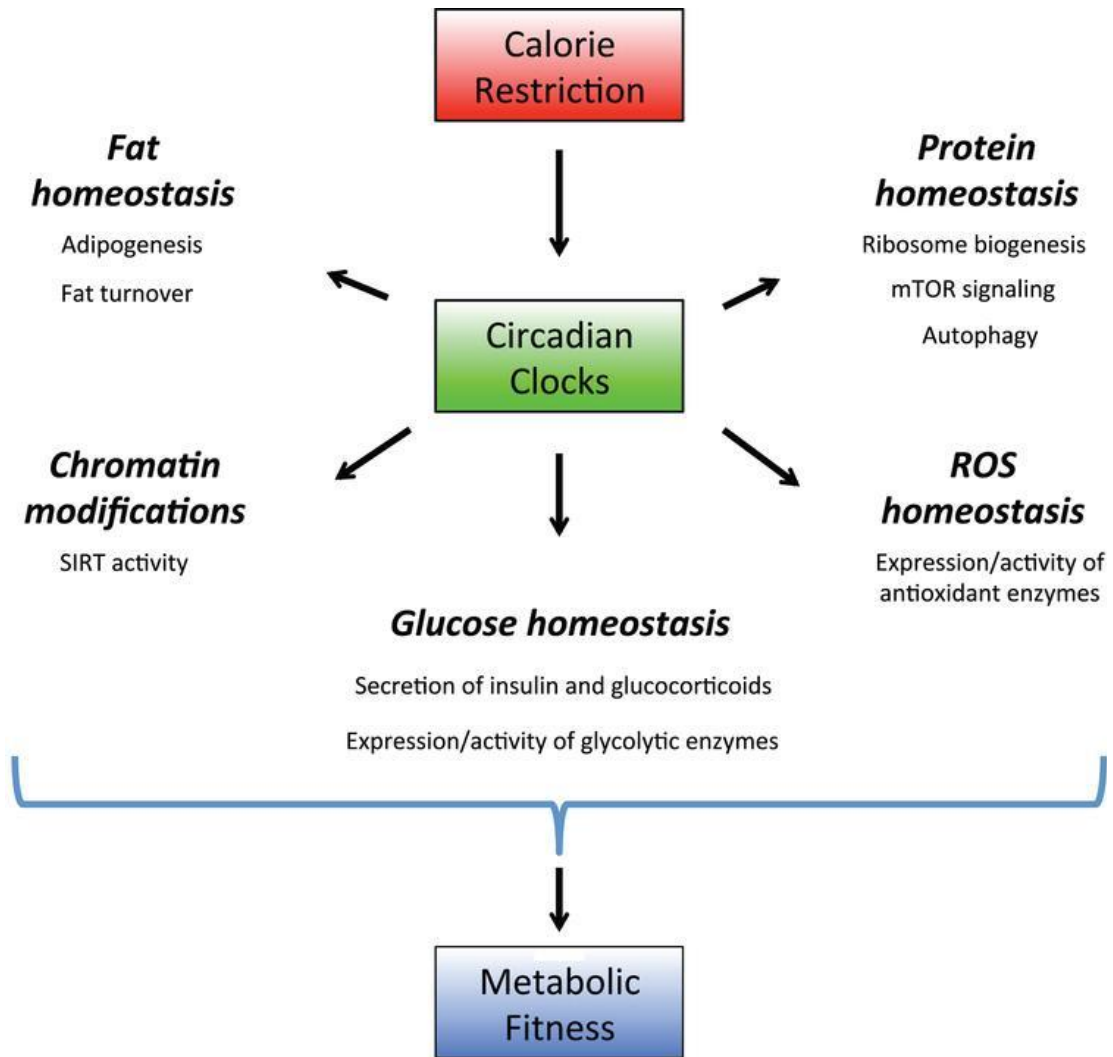 Calorie
Restriction
Fat
homeostasis
Adipogenesis
Fat turnover
Protein
homeostasis
Ribosome biogenesis
mTOR signaling
Autophagy
Circadian
Clocks
Chromatin
modifications
SIRT activity
ROS
homeostasis
Expression/activity of
antioxidant enzymes
Glucose homeostasis
Secretion of insulin and glucocorticoids
Expression/activity of glycolytic enzymes
Metabolic
Fitness